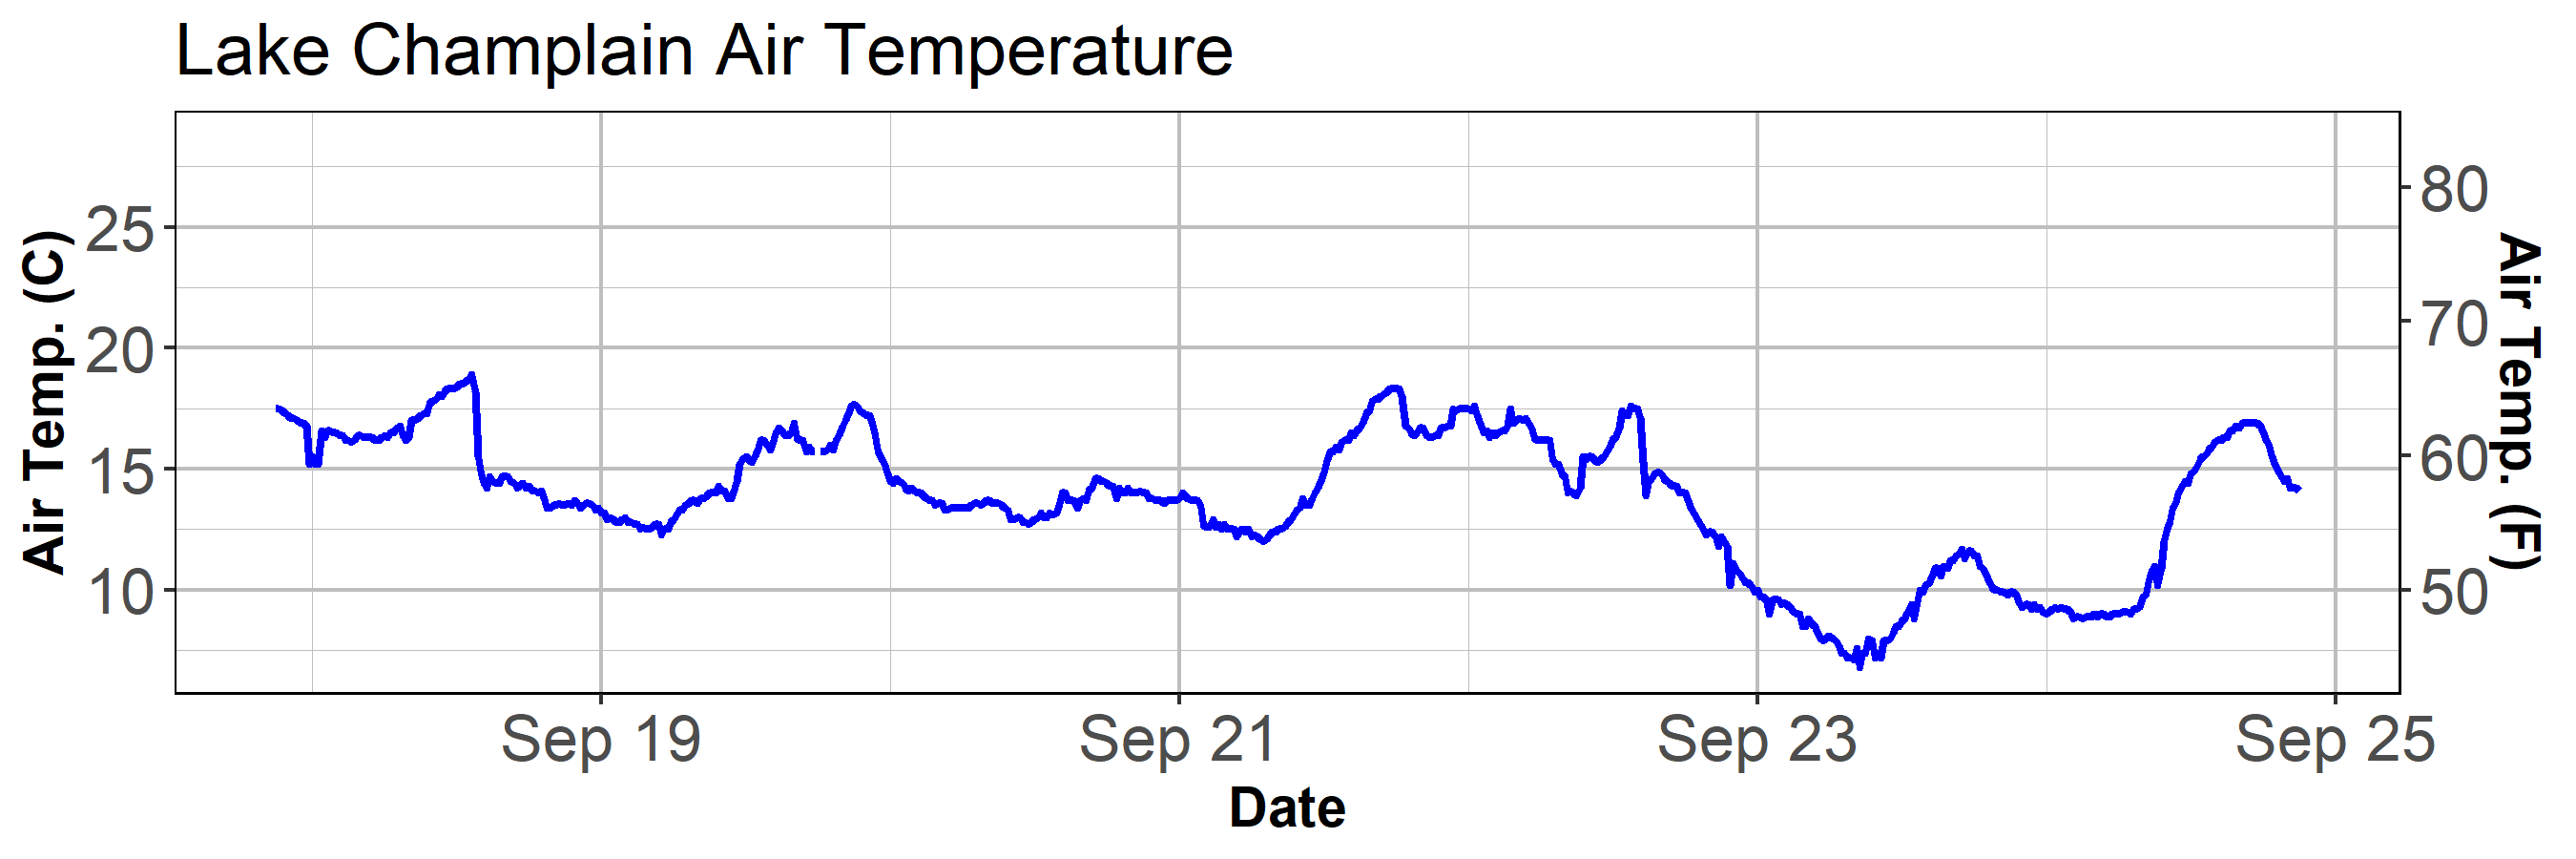 Lake Champlain Air Temperature
Air Temp. (C)
25
20
15
10
80
70
60
50
Air Temp. (F)
Sep 19
Sep 21
Sep 23
Sep 25
Date